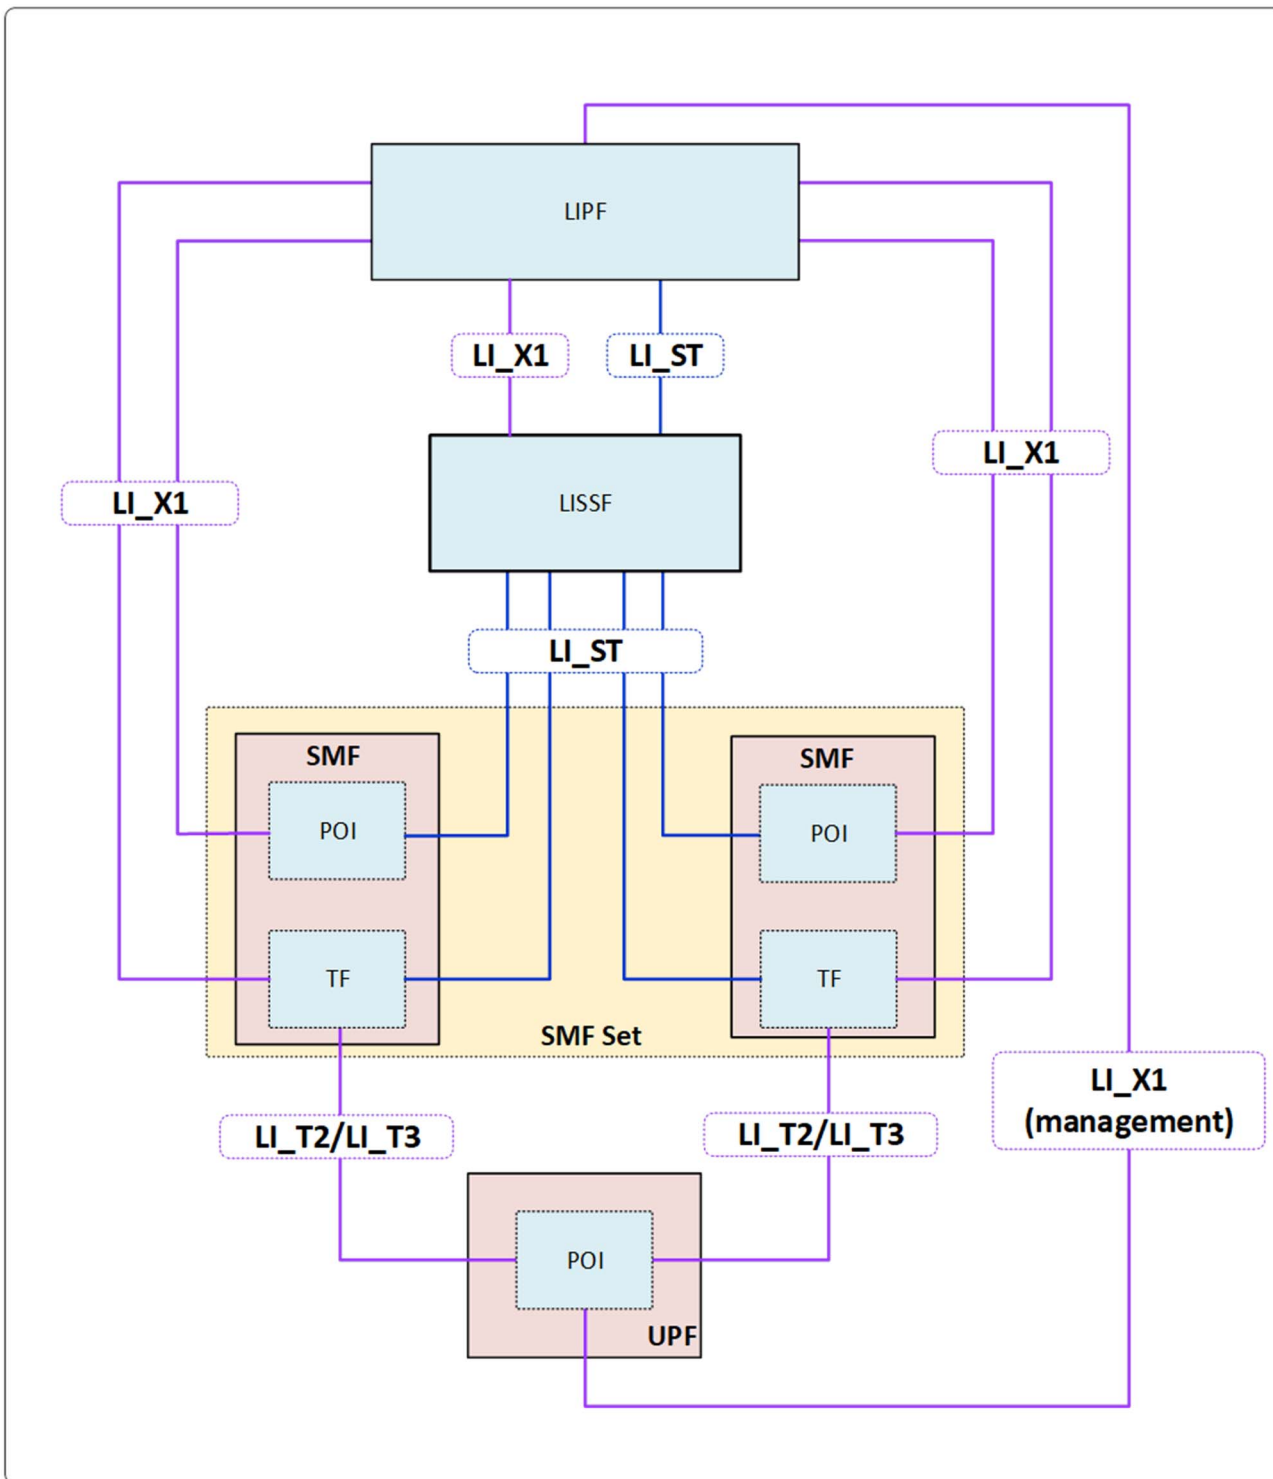 LIPF
LI_X1
LI_ST
LI_X1
LISSF
LI_X1
LI_ST
SMF
SMF
POI
POI
TF
TF
SMF Set
LI_X1
(management)
LI_T2/LI_T3
LI_T2/LI_T3
POI
UPF